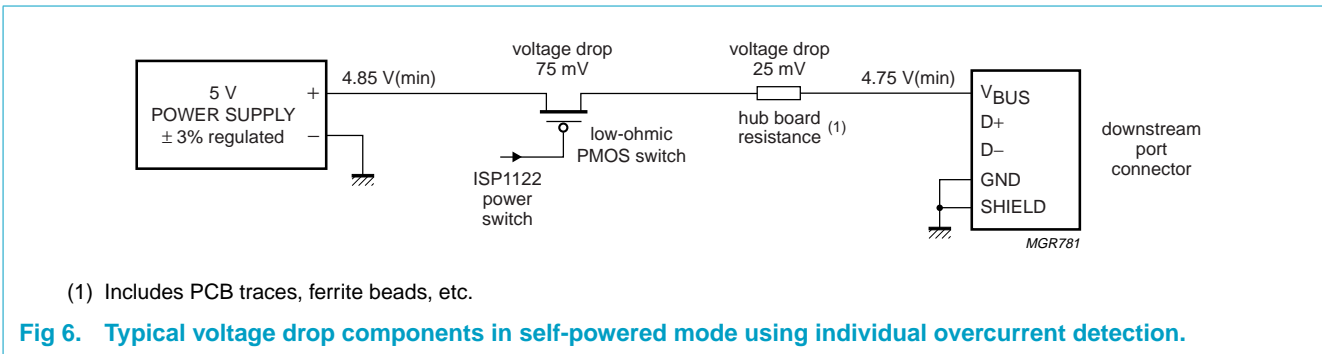 voltage drop
75 mV
voltage drop
25 mV
4.85 V(min)
4.75 V(min)
5 V
POWER SUPPLY
± 3% regulated
+
−
low-ohmic
PMOS switch
hub board
resistance (1)
ISP1122
power
switch
VBUS
D+
D−
GND
SHIELD
downstream
port
connector
MGR781
(1) Includes PCB traces, ferrite beads, etc.
Fig 6. Typical voltage drop components in self-powered mode using individual overcurrent detection.